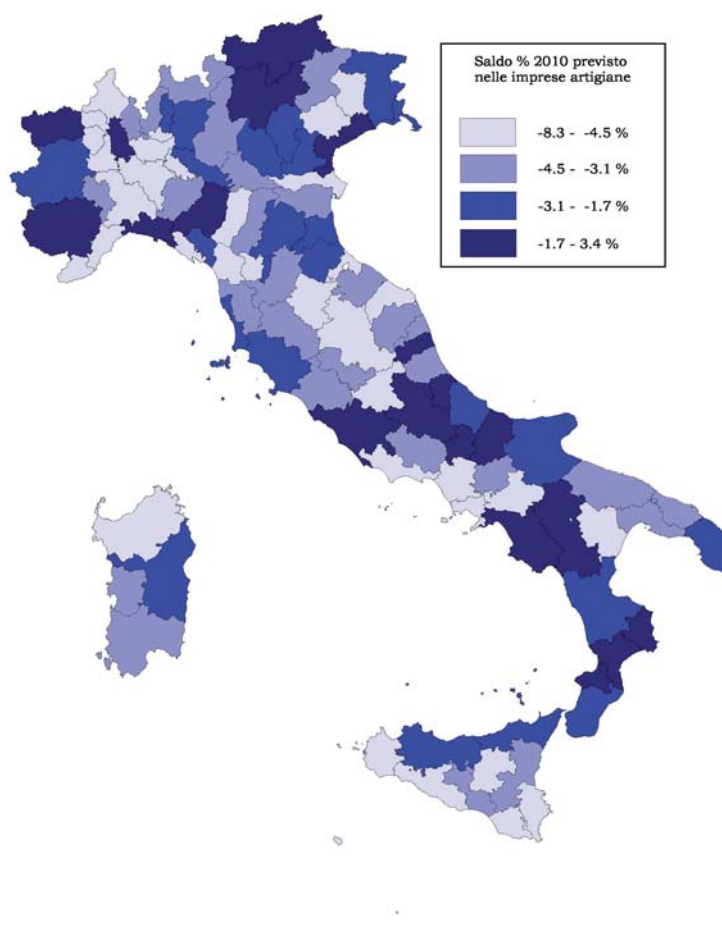 Saldo % 2010 previsto
nelle imprese artigiane
-8.3 - -4.5 %
-4.5 - -3.1 %
-3.1 - -1.7 %
-1.7 - 3.4 %